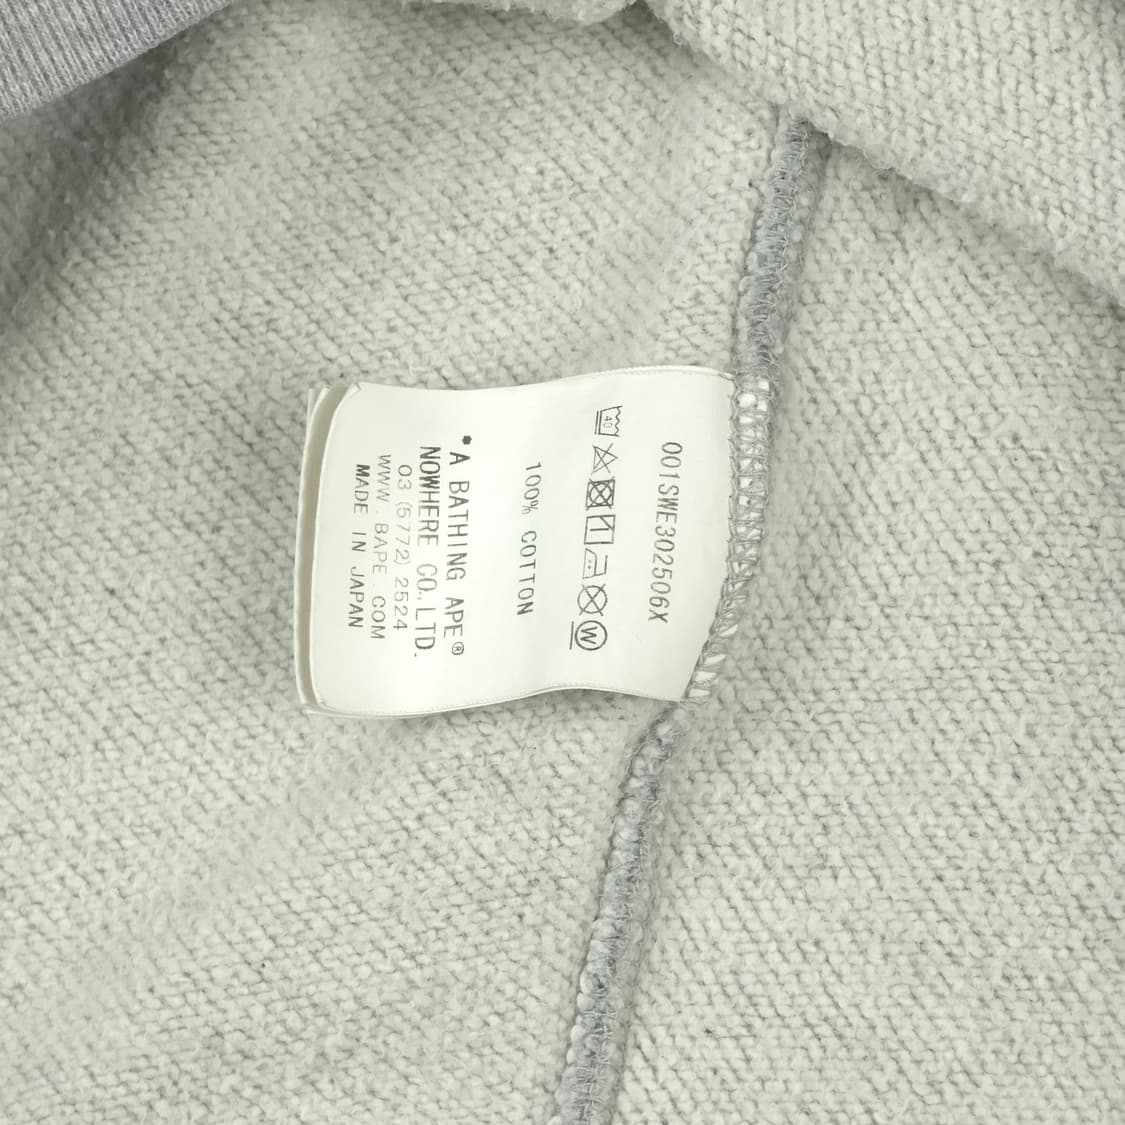 001SWE302506X
40
W
100% COTTON
* A BATHING APE®
NOWHERE CO.,LTD.
03 (5772) 2524
WWW.BAPE.COM
MADE IN JAPAN